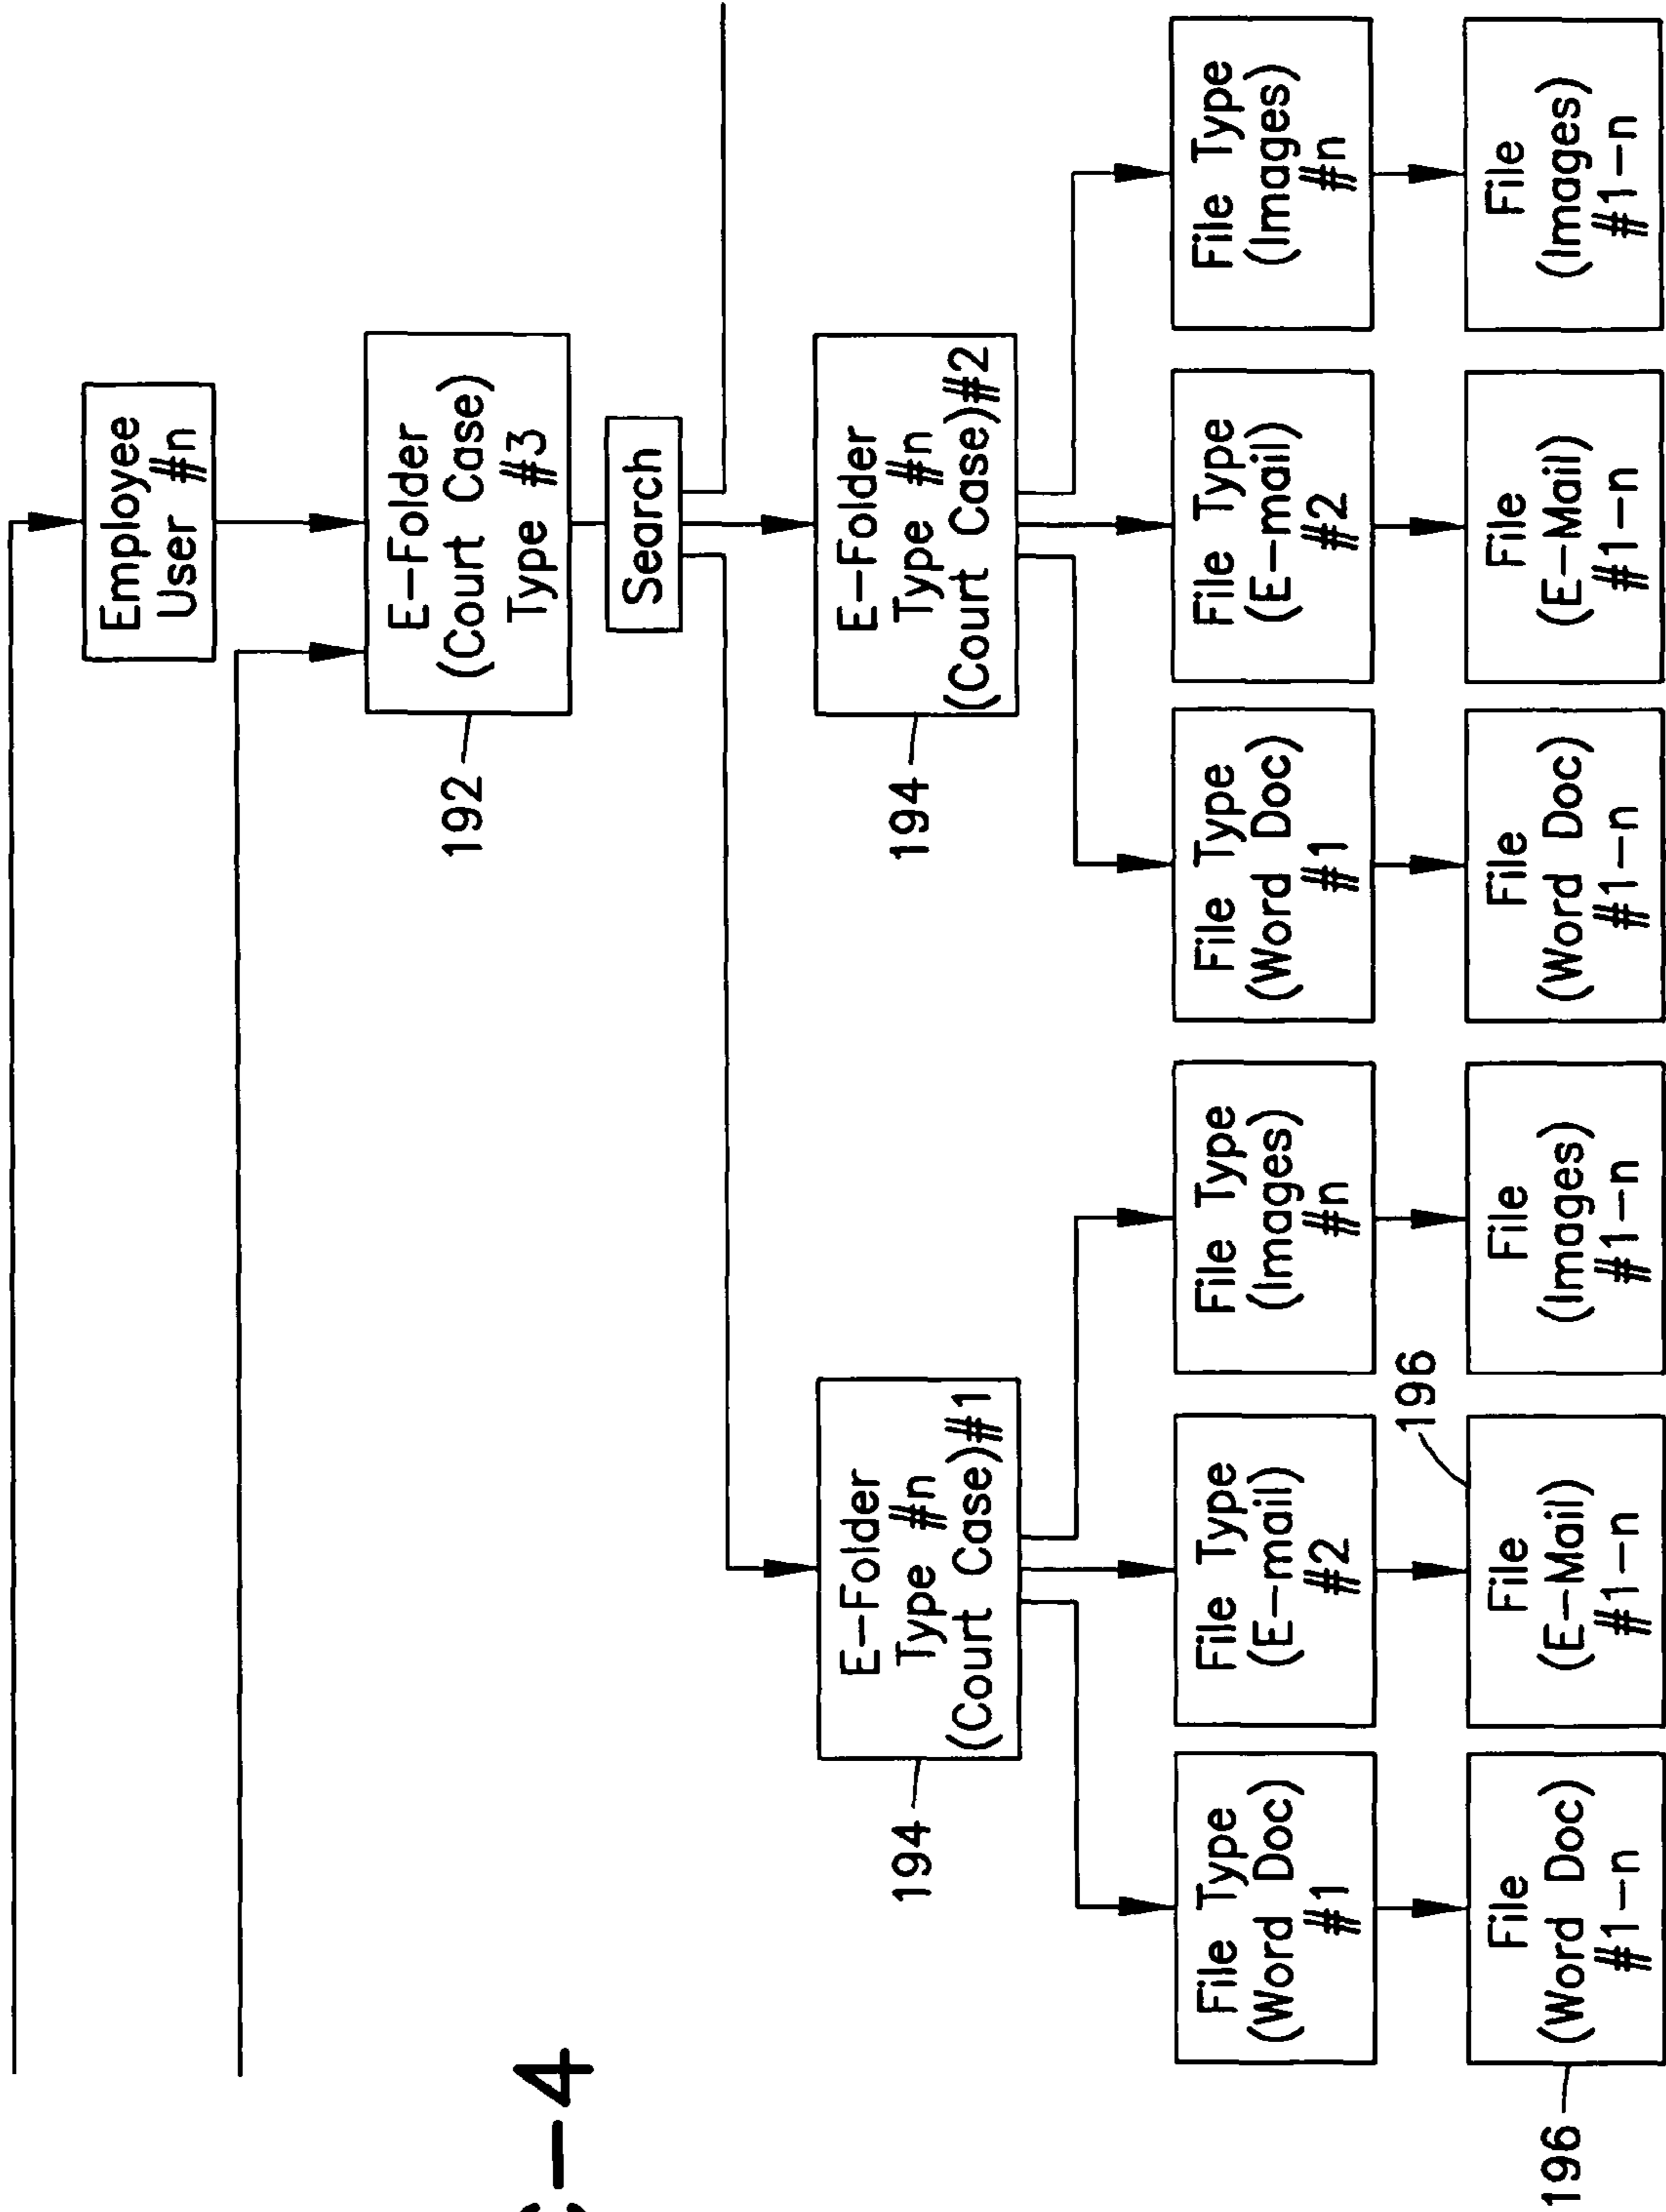 Employee
User #n
E-Folder
(Court Case)
Type #3
192
-4
Search
E-Folder
Type #n
(Court Case)#1
194
E-Folder
Type #n
(Court Case)#2
194
File Type
(Word Doc)
#1
File Type
(E-mail)
#2
File Type
(Images)
#n
File Type
(Word Doc)
#1
File Type
(E-mail)
#2
File Type
(Images)
#n
196
File
(Word Doc)
#1-n
196
File
(E-Mail)
#1-n
File
(Images)
#1-n
File
(Word Doc)
#1-n
File
(E-Mail)
#1-n
File
(Images)
#1-n